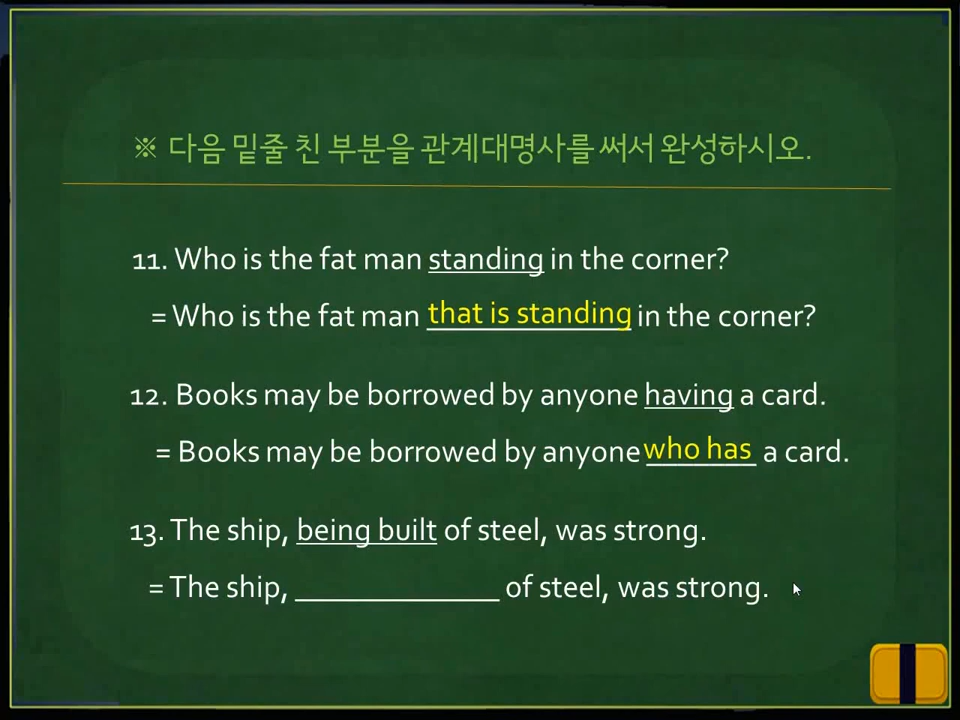 ※ 다음 밑줄 친 부분을 관계대명사를 써서 완성하시오.
11. Who is the fat man standing in the corner?
= Who is the fat man that is standing in the corner?
12. Books may be borrowed by anyone having a card.
= Books may be borrowed by anyone who has a card.
13. The ship, being built of steel, was strong.
= The ship, ______________ of steel, was strong.